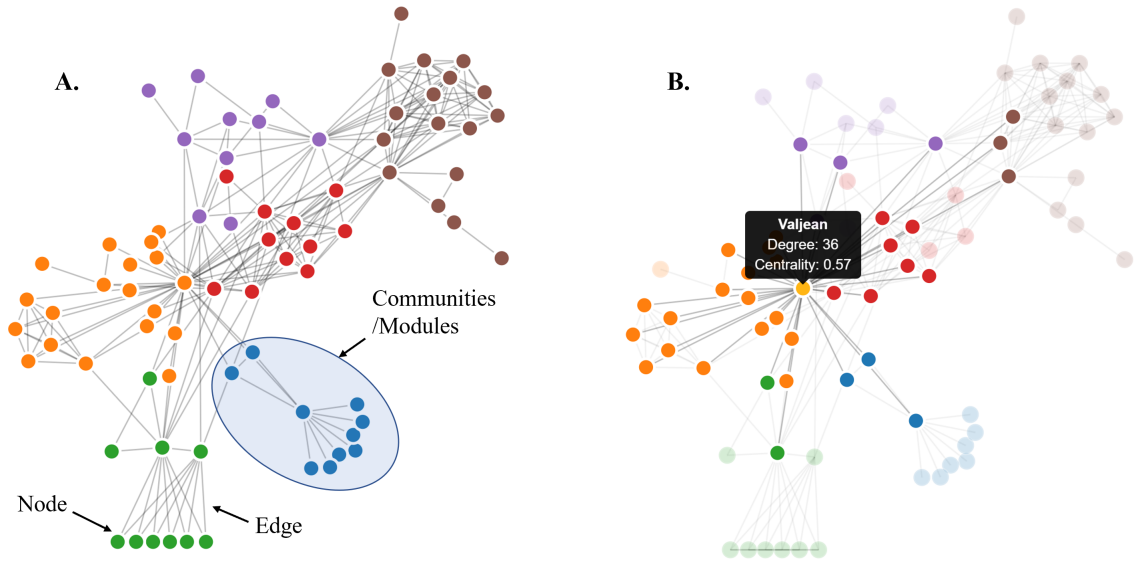 A.
B.
Valjean
Degree: 36
Centrality: 0.57
Communities
/Modules
Node
Edge